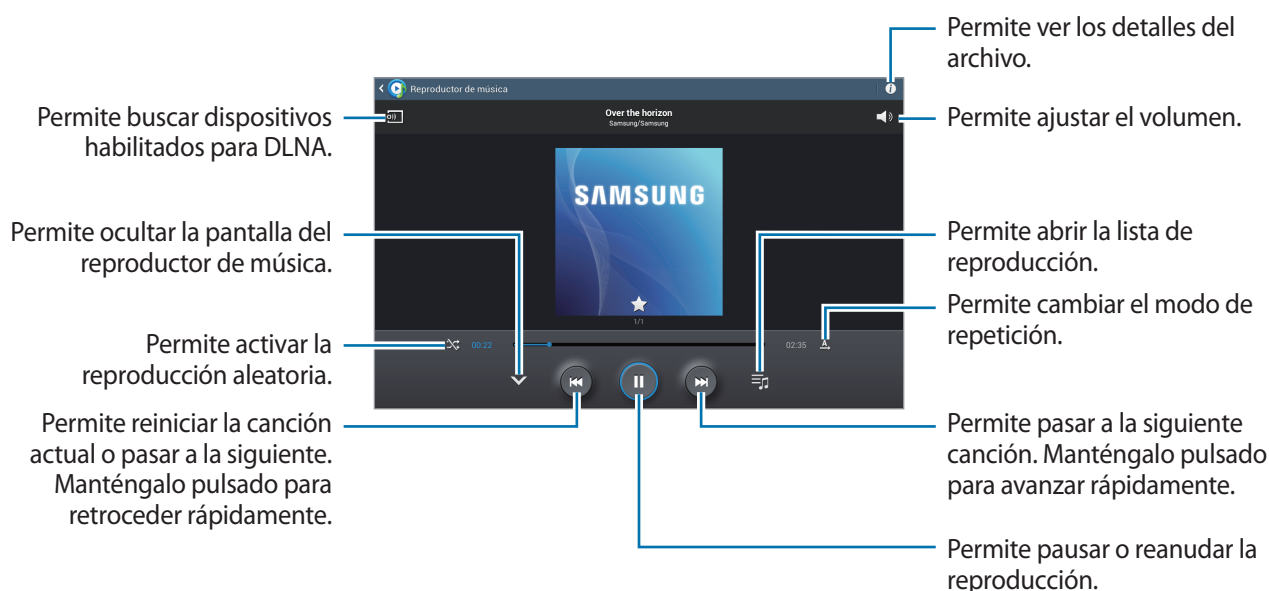 Permite ver los detalles del
archivo.
Reproductor de música
Permite buscar dispositivos
habilitados para DLNA.
Over the horizon
Samsung/Samsung
Permite ajustar el volumen.
SAMSUNG
Permite ocultar la pantalla del
reproductor de música.
Permite abrir la lista de
reproducción.
1/1
Permite cambiar el modo de
repetición.
Permite activar la
reproducción aleatoria.
00:22
02:35
A
Permite reiniciar la canción
actual o pasar a la siguiente.
Manténgalo pulsado para
retroceder rápidamente.
Permite pasar a la siguiente
canción. Manténgalo pulsado
para avanzar rápidamente.
Permite pausar o reanudar la
reproducción.